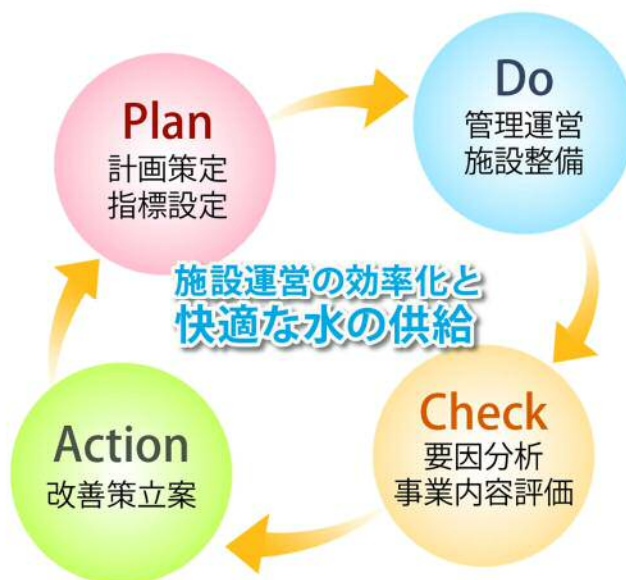 Plan
計画策定
指標設定
Do
管理運営
施設整備
施設運営の効率化と
快適な水の供給
Check
要因分析
事業内容評価
Action
改善策立案